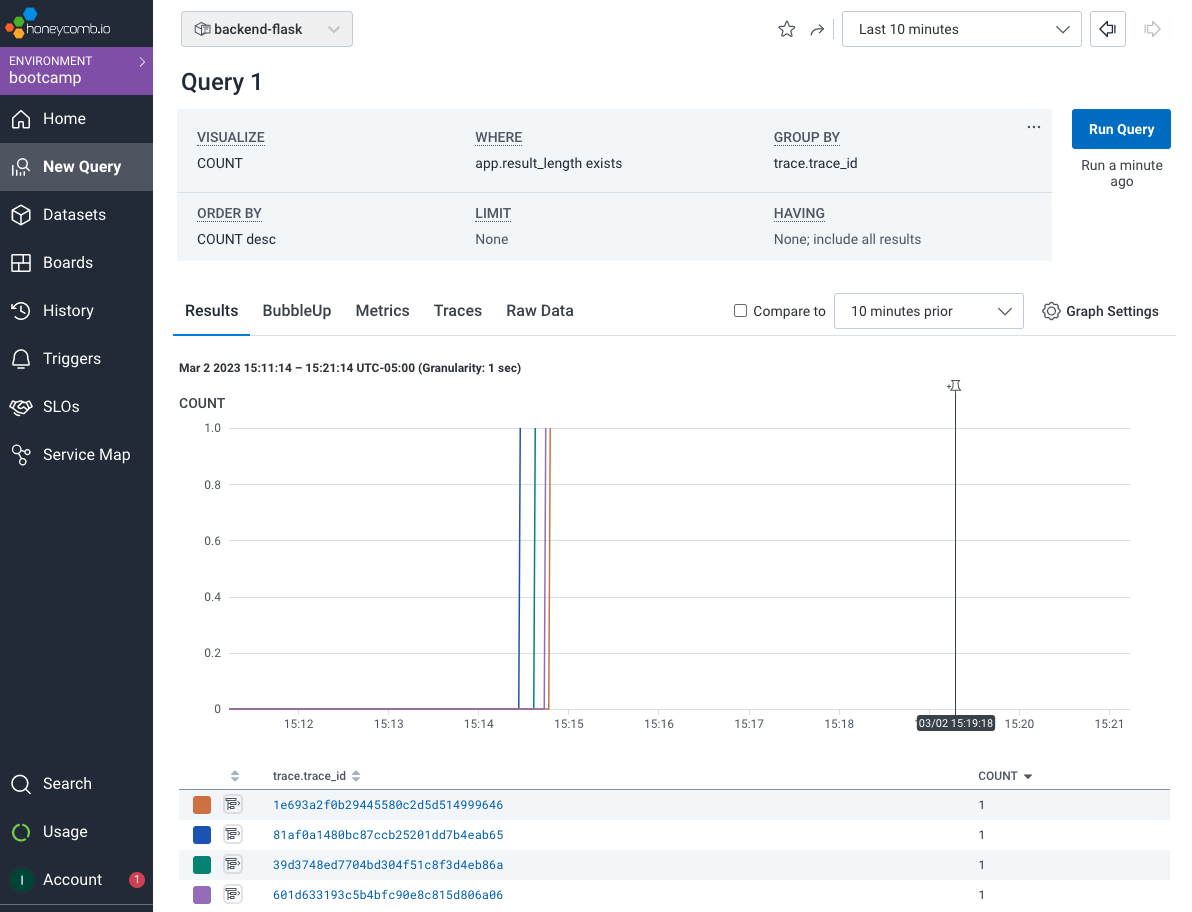 honeycomb.io
ENVIRONMENT
bootcamp
Home
New Query
Datasets
Boards
History
Triggers
SLOs
Service Map
Search
Usage
I Account 1
backend-flask
Last 10 minutes
Query 1
VISUALIZE WHERE GROUP BY
COUNT app.result_length exists trace.trace_id
ORDER BY LIMIT HAVING
COUNT desc None None; include all results
Run Query
Run a minute
ago
Results BubbleUp Metrics Traces Raw Data Compare to 10 minutes prior Graph Settings
Mar 2 2023 15:11:14 – 15:21:14 UTC-05:00 (Granularity: 1 sec)
COUNT
1.0
0.8
0.6
0.4
0.2
0
15:12 15:13 15:14 15:15 15:16 15:17 15:18 03/02 15:19:18 15:20 15:21
trace.trace_id COUNT
1e693a2f0b29445580c2d5d514999646 1
81af0a1480bc87ccb25201dd7b4eab65 1
39d3748ed7704bd304f51c8f3d4eb86a 1
601d633193c5b4bfc90e8c815d806a06 1